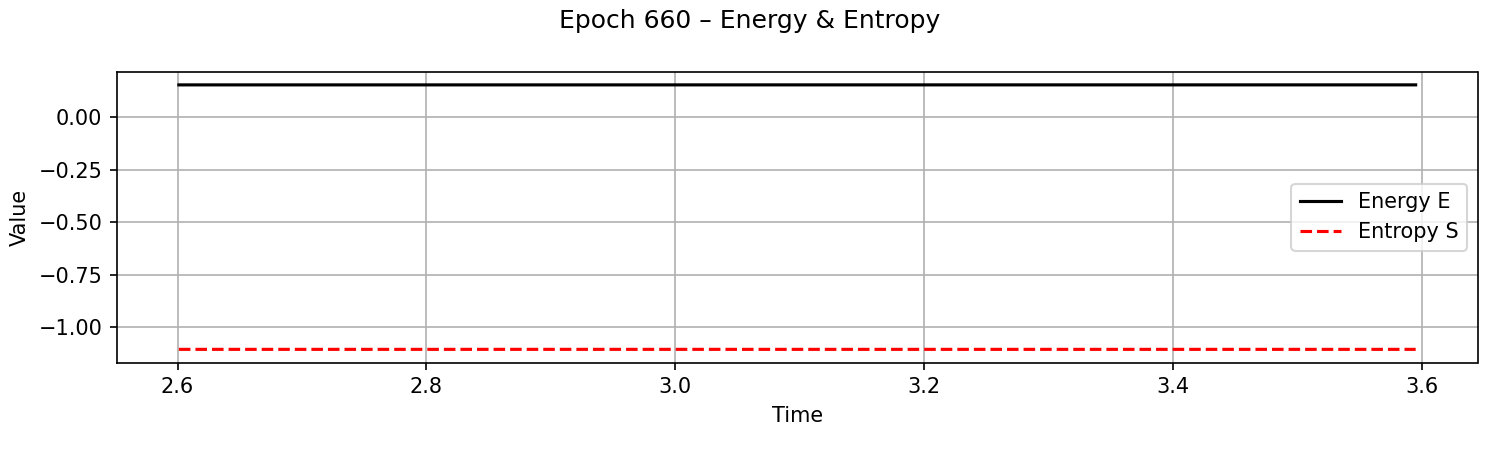 Epoch 660 – Energy & Entropy
Value
0.00
−0.25
−0.50
−0.75
−1.00
Energy E
Entropy S
2.6
2.8
3.0
3.2
3.4
3.6
Time